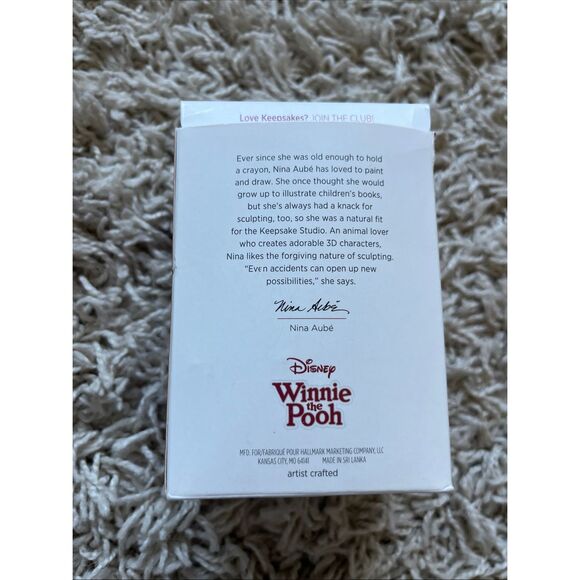 Love Keepsakes? JOIN THE CLUB!
Ever since she was old enough to hold
a crayon, Nina Aubé has loved to paint
and draw. She once thought she would
grow up to illustrate children's books,
but she's always had a knack for
sculpting, too, so she was a natural fit
for the Keepsake Studio. An animal lover
who creates adorable 3D characters,
Nina likes the forgiving nature of sculpting.
"Even accidents can open up new
possibilities," she says.
Nina Aubé
Nina Aubé
Disney
Winnie
the
Pooh
MFD. FOR/FABRIQUÉ POUR HALLMARK MARKETING COMPANY, LLC
KANSAS CITY, MO 64141 MADE IN SRI LANKA
artist crafted